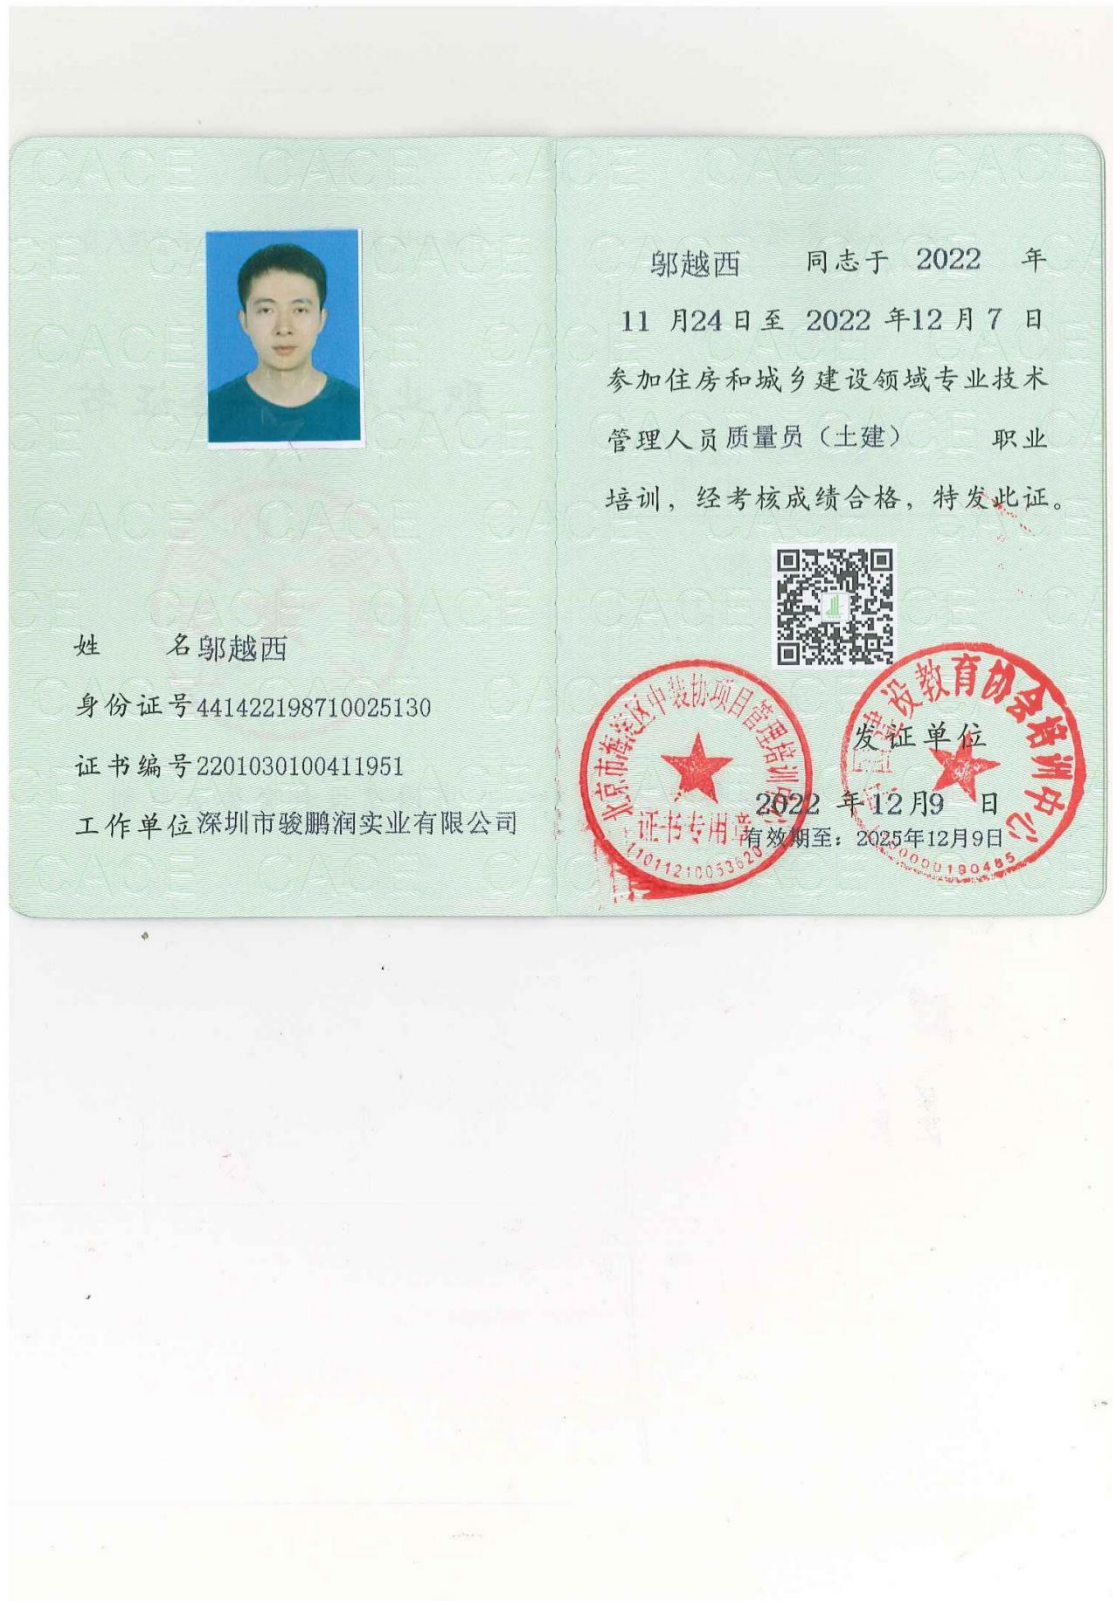 姓 名邬越西
身份证号441422198710025130
证书编号2201030100411951
工作单位深圳市骏鹏润实业有限公司
邬越西 同志于 2022 年
11 月24日至 2022 年12月7 日
参加住房和城乡建设领域专业技术
管理人员质量员（土建） 职业
培训，经考核成绩合格，特发此证。
北京市海淀区中装协项目管理培训中心
证书专用章
11011210053620
建设教育协会培训中心
发证单位
2022 年12月9 日
有效期至：2025年12月9日
CACE